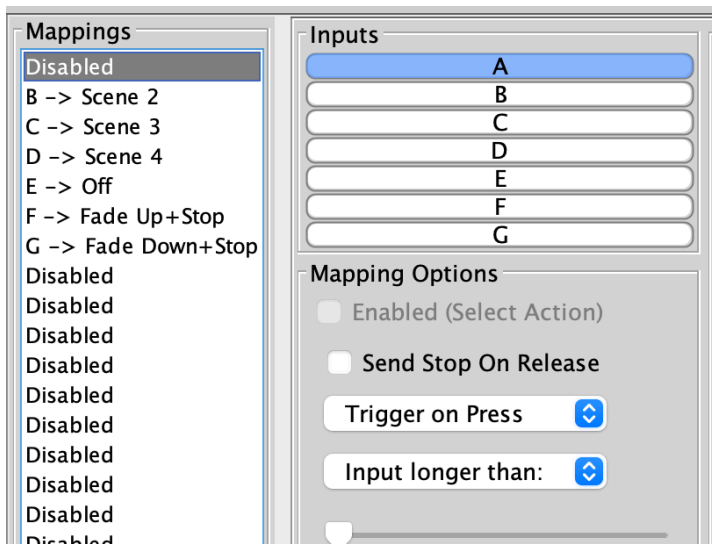 Mappings
Disabled
B -> Scene 2
C -> Scene 3
D -> Scene 4
E -> Off
F -> Fade Up+Stop
G -> Fade Down+Stop
Disabled
Disabled
Disabled
Disabled
Disabled
Disabled
Disabled
Disabled
Disabled
Disabled
Inputs
A
B
C
D
E
F
G
Mapping Options
Enabled (Select Action)
Send Stop On Release
Trigger on Press
Input longer than: